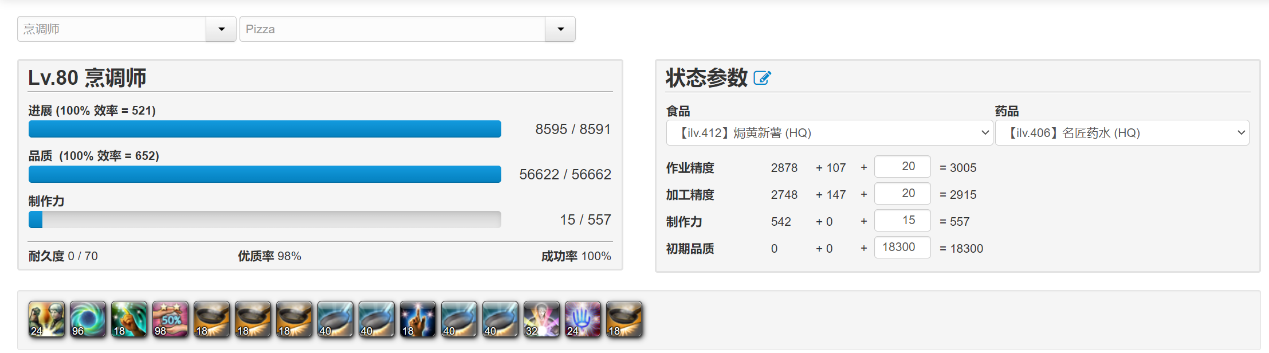 烹调师 Pizza
Lv.80 烹调师
进展 (100% 效率 = 521)
8595 / 8591
品质 (100% 效率 = 652)
56622 / 56662
制作力
15 / 557
耐久度 0 / 70 优质率 98% 成功率 100%
状态参数
食品 药品
【ilv.412】焗黄新薯 (HQ) 【ilv.406】名匠药水 (HQ)
作业精度 2878 + 107 + 20 = 3005
加工精度 2748 + 147 + 20 = 2915
制作力 542 + 0 + 15 = 557
初期品质 0 + 0 + 18300 = 18300
24 96 18 98 50% 18 18 18 40 40 18 40 40 32 24 18